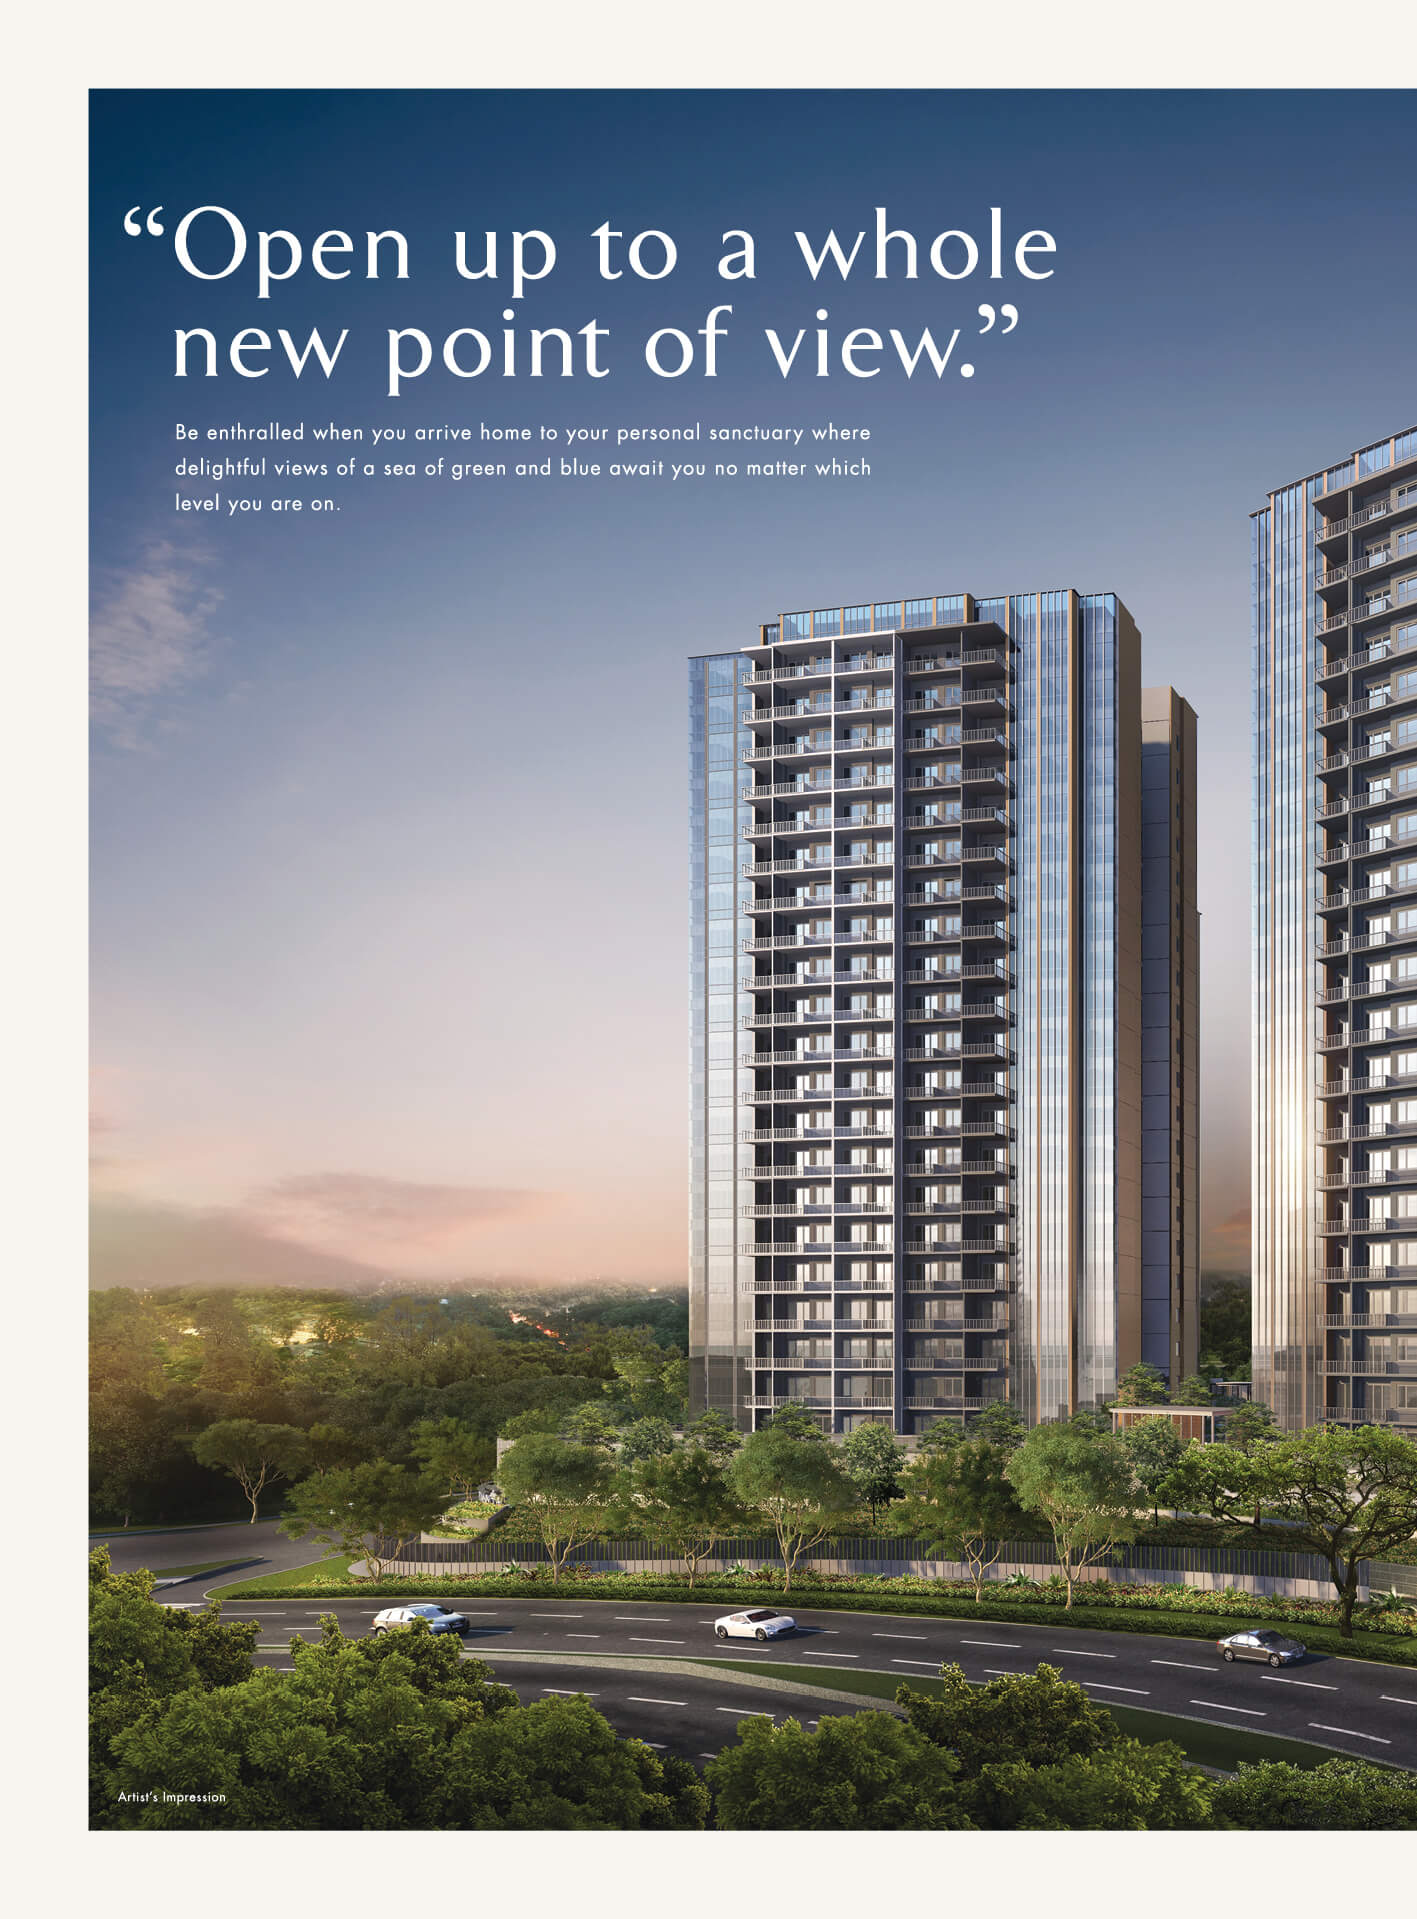 “Open up to a whole
new point of view.”
Be enthralled when you arrive home to your personal sanctuary where
delightful views of a sea of green and blue await you no matter which
level you are on.
Artist’s Impression